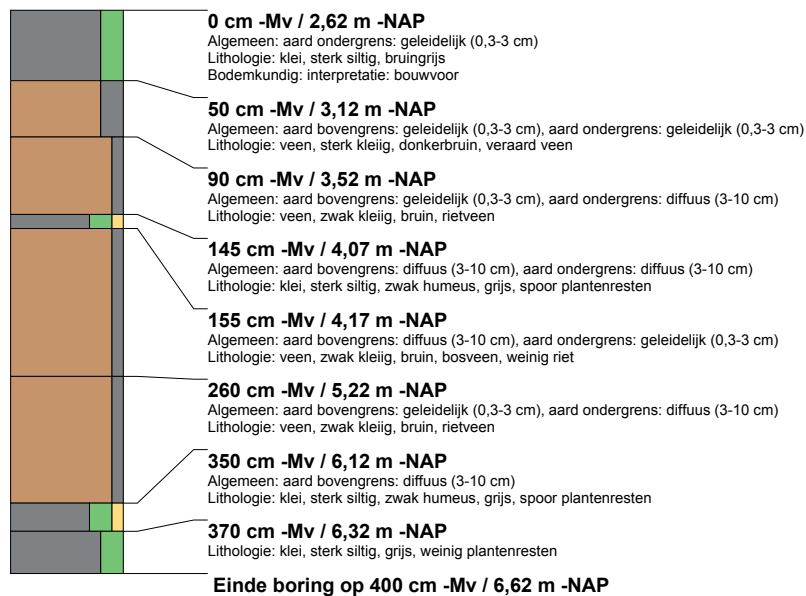 0 cm -Mv / 2,62 m -NAP
Algemeen: aard ondergrens: geleidelijk (0,3-3 cm)
Lithologie: klei, sterk siltig, bruingrijs
Bodemkundig: interpretatie: bouwvoor
50 cm -Mv / 3,12 m -NAP
Algemeen: aard bovengrens: geleidelijk (0,3-3 cm), aard ondergrens: geleidelijk (0,3-3 cm)
Lithologie: veen, sterk kleiig, donkerbruin, veraard veen
90 cm -Mv / 3,52 m -NAP
Algemeen: aard bovengrens: geleidelijk (0,3-3 cm), aard ondergrens: diffuus (3-10 cm)
Lithologie: veen, zwak kleiig, bruin, rietveen
145 cm -Mv / 4,07 m -NAP
Algemeen: aard bovengrens: diffuus (3-10 cm), aard ondergrens: diffuus (3-10 cm)
Lithologie: klei, sterk siltig, zwak humeus, grijs, spoor plantenresten
155 cm -Mv / 4,17 m -NAP
Algemeen: aard bovengrens: diffuus (3-10 cm), aard ondergrens: geleidelijk (0,3-3 cm)
Lithologie: veen, zwak kleiig, bruin, bosveen, weinig riet
260 cm -Mv / 5,22 m -NAP
Algemeen: aard bovengrens: geleidelijk (0,3-3 cm), aard ondergrens: diffuus (3-10 cm)
Lithologie: veen, zwak kleiig, bruin, rietveen
350 cm -Mv / 6,12 m -NAP
Algemeen: aard bovengrens: diffuus (3-10 cm)
Lithologie: klei, sterk siltig, zwak humeus, grijs, spoor plantenresten
370 cm -Mv / 6,32 m -NAP
Lithologie: klei, sterk siltig, grijs, weinig plantenresten
Einde boring op 400 cm -Mv / 6,62 m -NAP